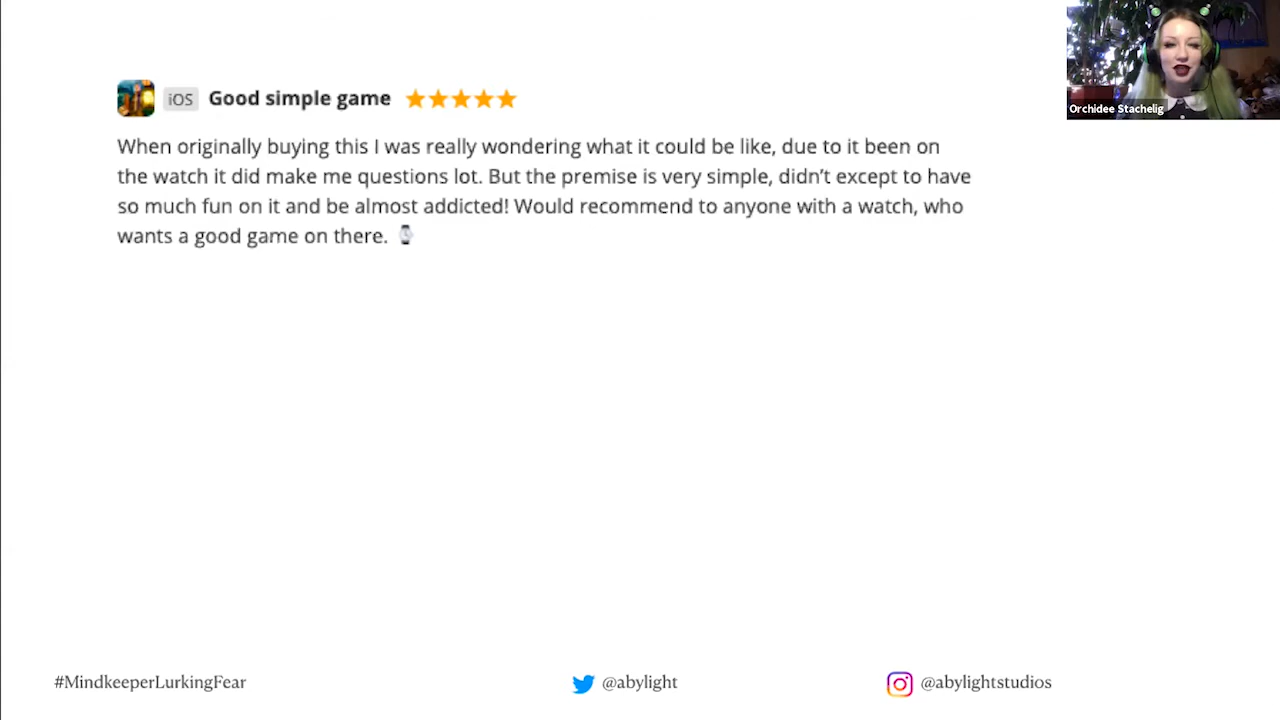 Orchidee Stachelig
iOS Good simple game
When originally buying this I was really wondering what it could be like, due to it been on
the watch it did make me questions lot. But the premise is very simple, didn't except to have
so much fun on it and be almost addicted! Would recommend to anyone with a watch, who
wants a good game on there. ⌚
#MindkeeperLurkingFear
@abylight
@abylightstudios